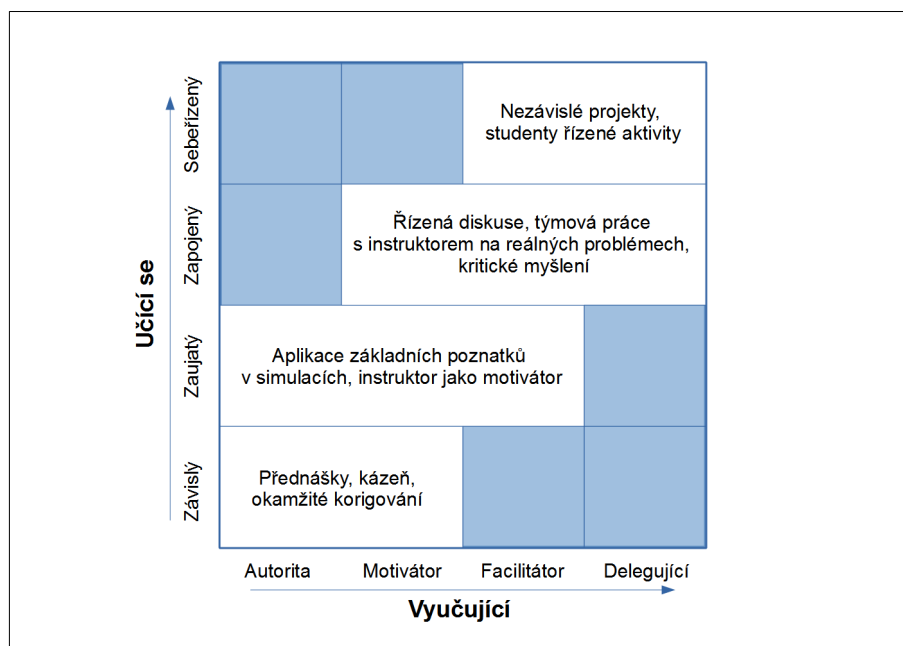 Nezávislé projekty,
studenty řízené aktivity
Řízená diskuse, týmová práce
s instruktorem na reálných problémech,
kritické myšlení
Aplikace základních poznatků
v simulacích, instruktor jako motivátor
Přednášky, kázeň,
okamžité korigování
Učící se
Sebeřízený
Zapojený
Zaujatý
Závislý
Autorita
Motivátor
Facilitátor
Delegující
Vyučující